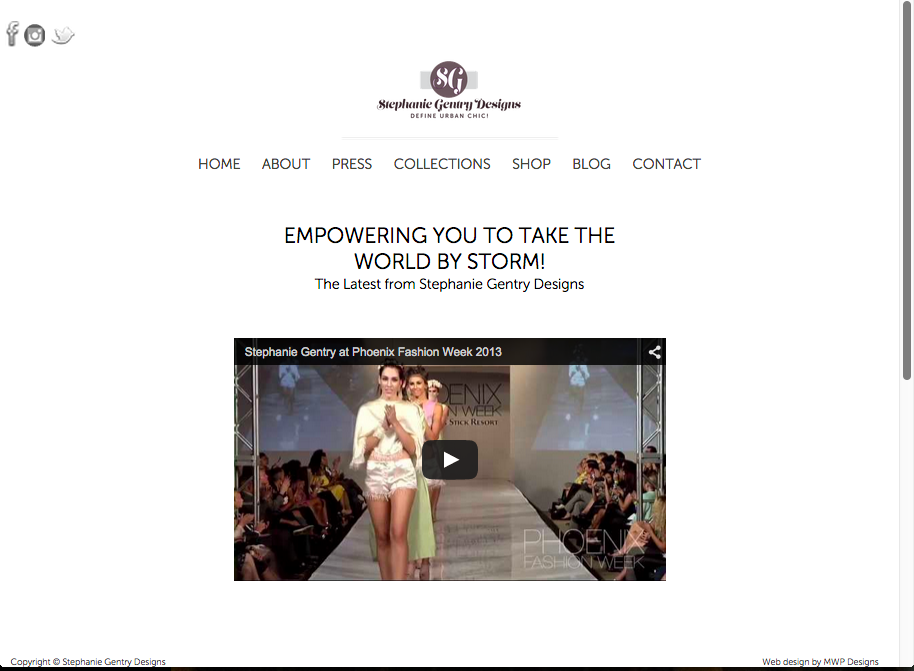 SG
Stephanie Gentry Designs
DEFINE URBAN CHIC!
HOME ABOUT PRESS COLLECTIONS SHOP BLOG CONTACT
EMPOWERING YOU TO TAKE THE
WORLD BY STORM!
The Latest from Stephanie Gentry Designs
Stephanie Gentry at Phoenix Fashion Week 2013
OENIX
N WEEK
STICK RESORT
PHOENIX
FASHION WEEK
Copyright © Stephanie Gentry Designs
Web design by MWP Designs